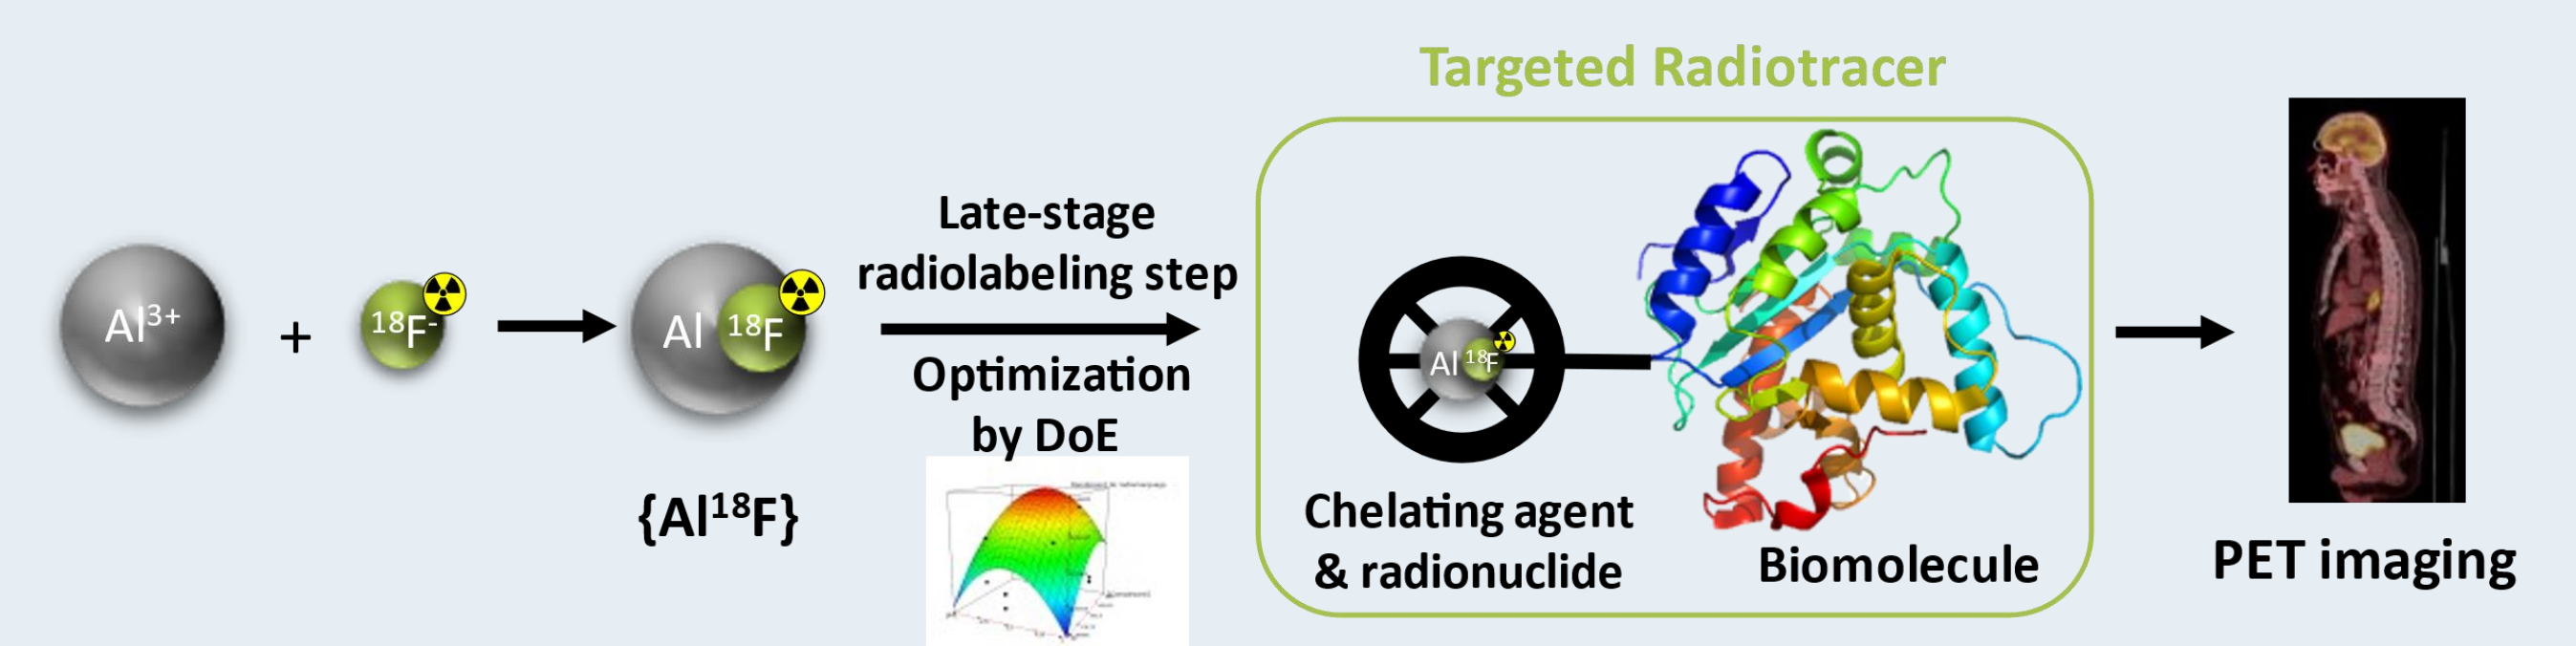 Targeted Radiotracer
Al³⁺
+
¹⁸F⁻
Al ¹⁸F
{Al¹⁸F}
Late-stage
radiolabeling step
Optimization
by DoE
Al ¹⁸F
Chelating agent
& radionuclide
Biomolecule
PET imaging